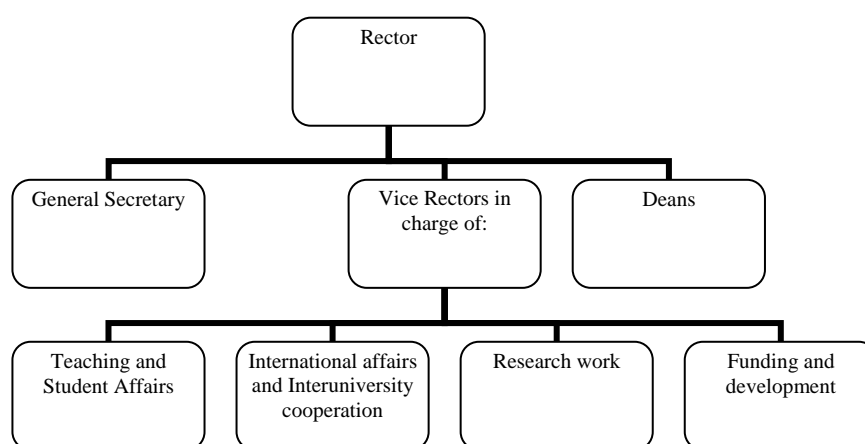 Rector
General Secretary
Vice Rectors in
charge of:
Deans
Teaching and
Student Affairs
International affairs
and Interuniversity
cooperation
Research work
Funding and
development